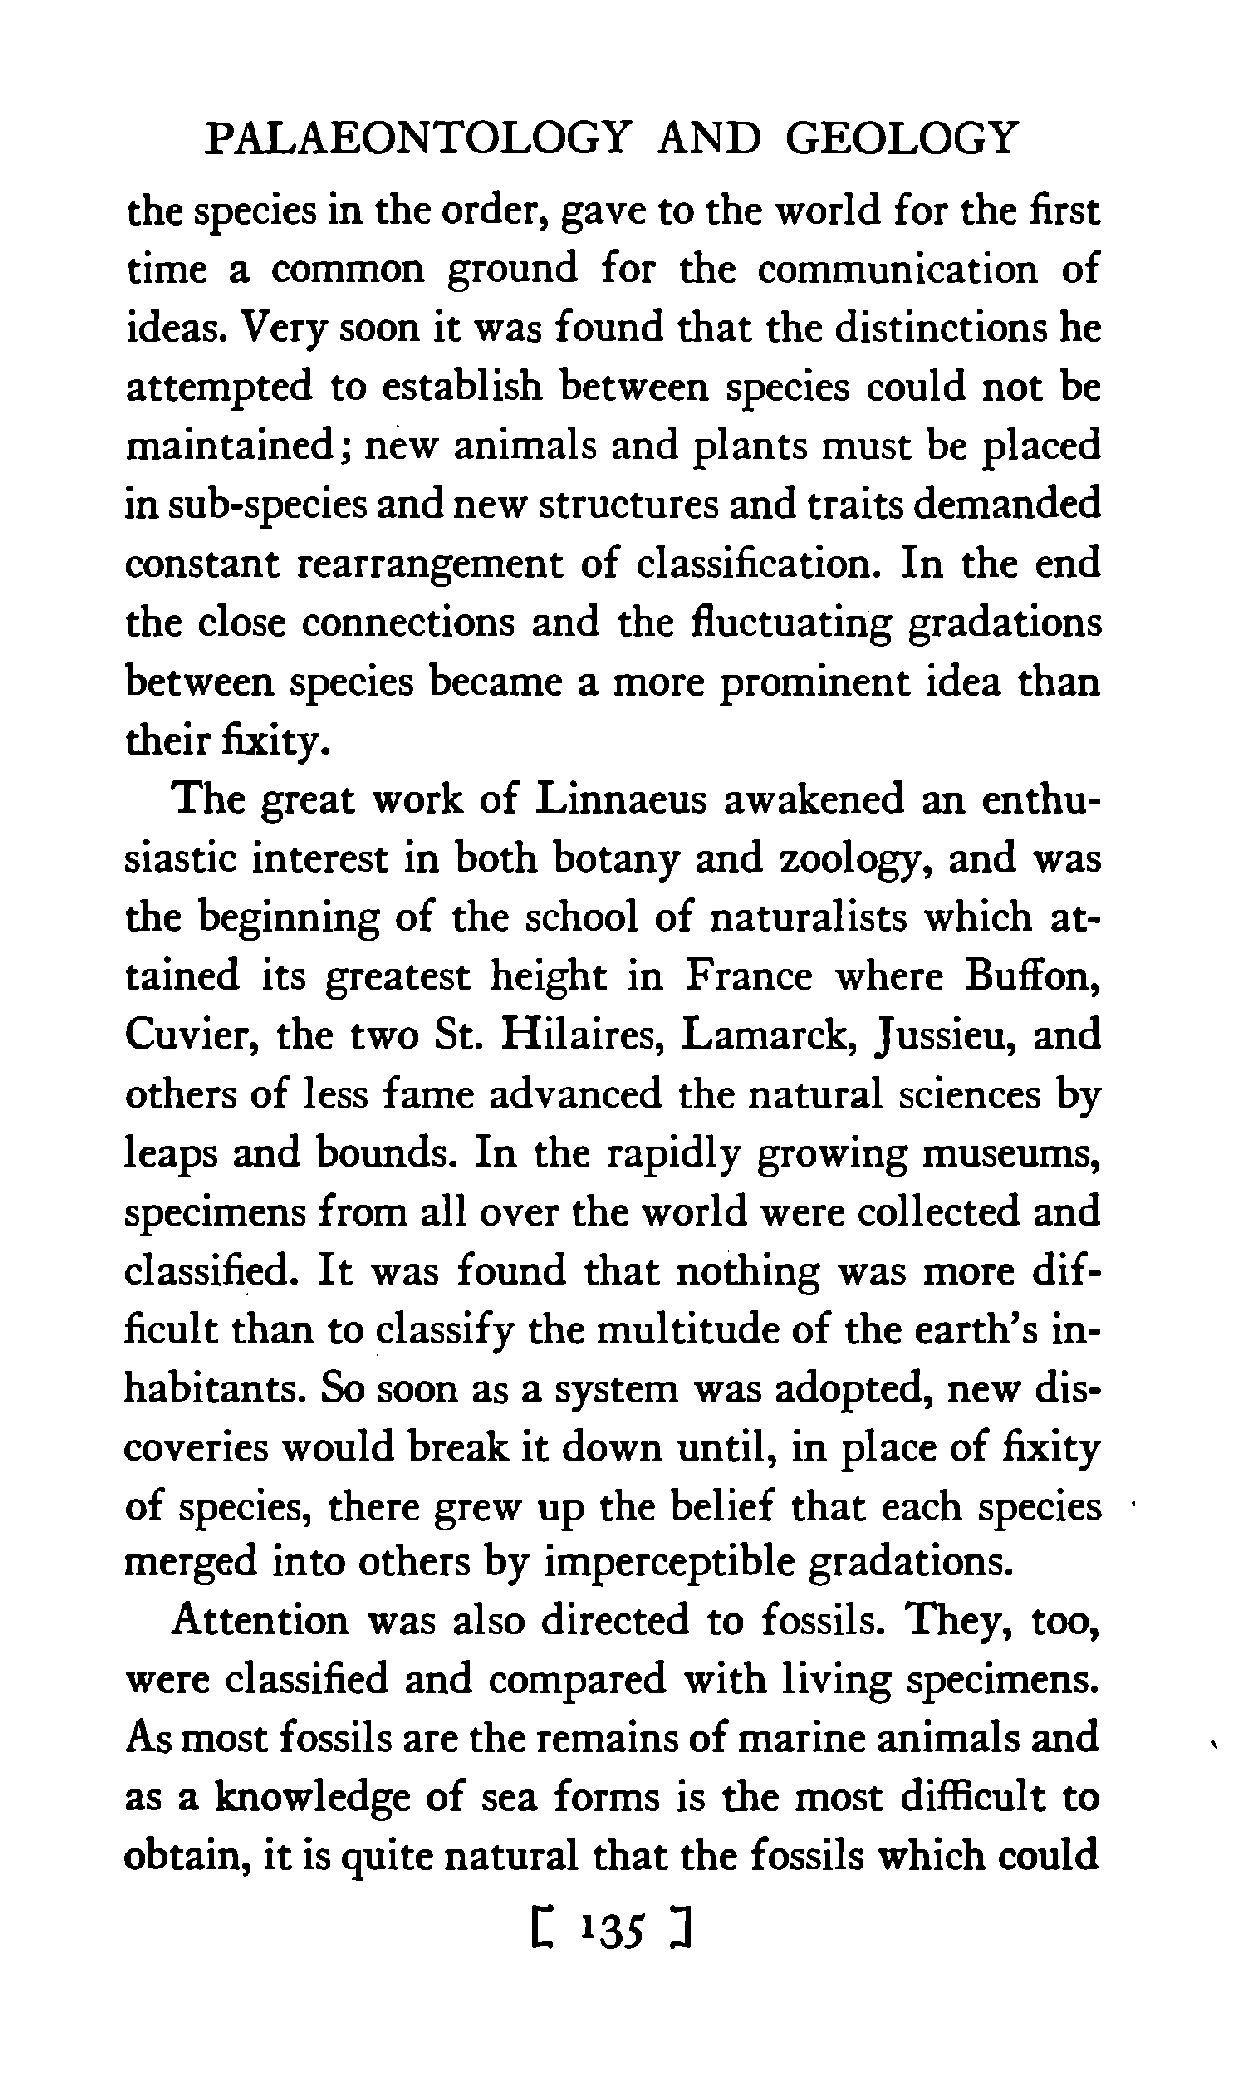 PALAEONTOLOGY AND GEOLOGY
the species in the order, gave to the world for the first
time a common ground for the communication of
ideas. Very soon it was found that the distinctions he
attempted to establish between species could not be
maintained; new animals and plants must be placed
in sub-species and new structures and traits demanded
constant rearrangement of classification. In the end
the close connections and the fluctuating gradations
between species became a more prominent idea than
their fixity.
The great work of Linnaeus awakened an enthu-
siastic interest in both botany and zoology, and was
the beginning of the school of naturalists which at-
tained its greatest height in France where Buffon,
Cuvier, the two St. Hilaires, Lamarck, Jussieu, and
others of less fame advanced the natural sciences by
leaps and bounds. In the rapidly growing museums,
specimens from all over the world were collected and
classified. It was found that nothing was more dif-
ficult than to classify the multitude of the earth's in-
habitants. So soon as a system was adopted, new dis-
coveries would break it down until, in place of fixity
of species, there grew up the belief that each species
merged into others by imperceptible gradations.
Attention was also directed to fossils. They, too,
were classified and compared with living specimens.
As most fossils are the remains of marine animals and
as a knowledge of sea forms is the most difficult to
obtain, it is quite natural that the fossils which could
[ 135 ]